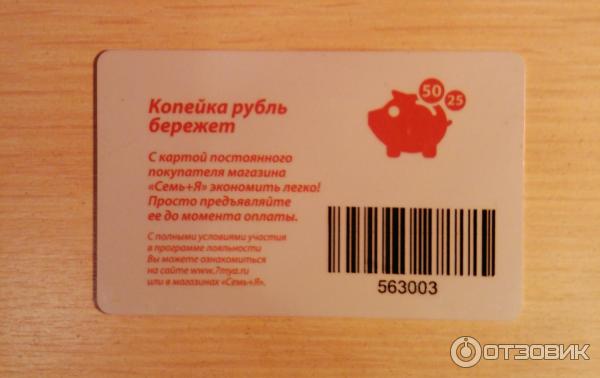 Копейка рубль
бережет
50
25
С картой постоянного
покупателя магазина
«Семь+Я» экономить легко!
Просто предъявляйте
ее до момента оплаты.
С полными условиями участия
в программе лояльности
Вы можете ознакомиться
на сайте www.7mya.ru
или в магазинах «Семь+Я».
563003
ОТЗОВИК